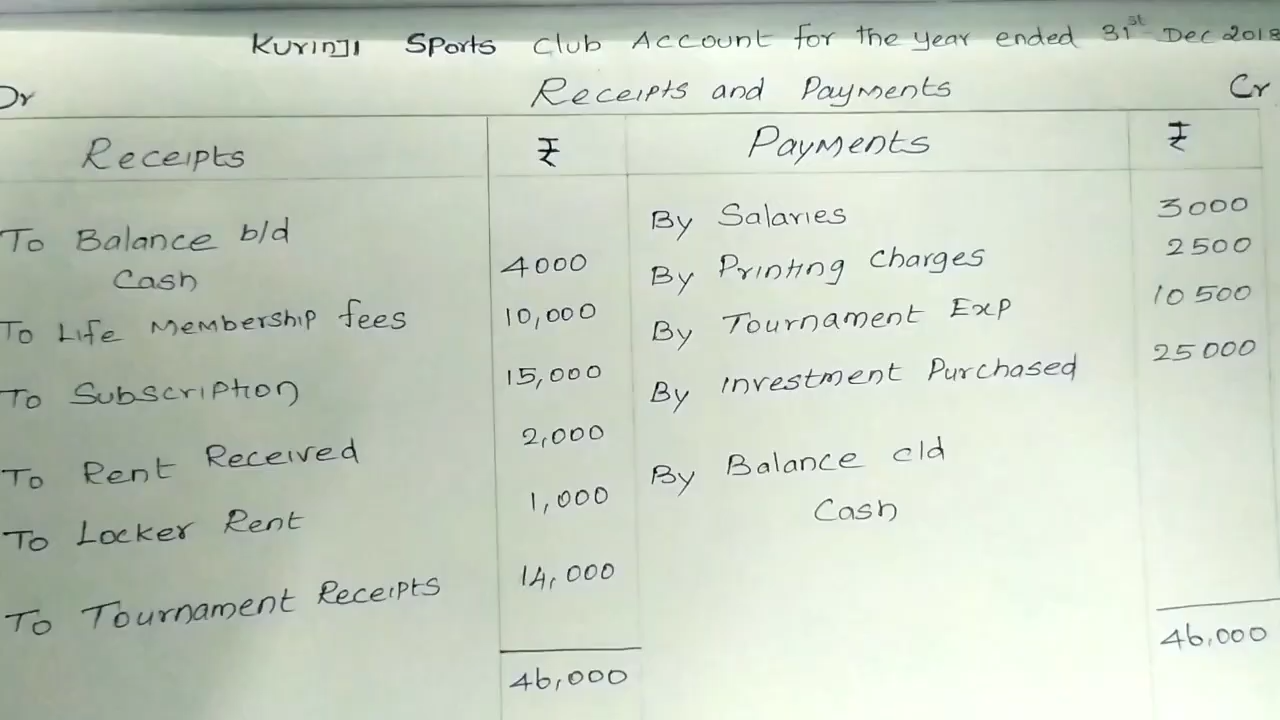 Kurinji Sports Club Account for the year ended 31st Dec 2018
Dr Receipts and Payments Cr
Receipts ₹ Payments ₹
To Balance b/d
Cash 4000
To Life Membership fees 10,000
To Subscription 15,000
To Rent Received 2,000
To Locker Rent 1,000
To Tournament Receipts 14,000
46,000
By Salaries 3000
By Printing Charges 2500
By Tournament Exp 10500
By Investment Purchased 25000
By Balance c/d
Cash
46,000